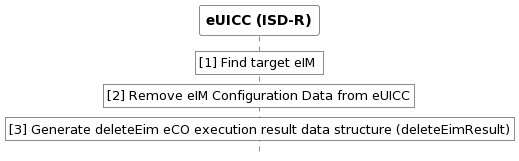 eUICC (ISD-R)
[1] Find target eIM
[2] Remove eIM Configuration Data from eUICC
[3] Generate deleteEim eCO execution result data structure (deleteEimResult)